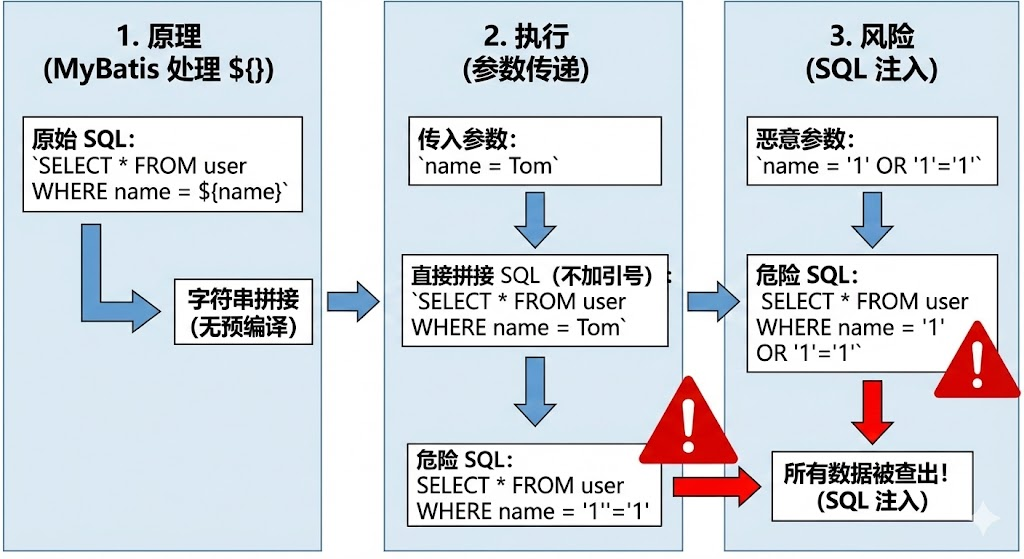 1. 原理
(MyBatis 处理 ${})
原始 SQL:
`SELECT * FROM user
WHERE name = ${name}`
字符串拼接
(无预编译)
2. 执行
(参数传递)
传入参数:
`name = Tom`
直接拼接 SQL (不加引号) :
`SELECT * FROM user
WHERE name = Tom`
危险 SQL:
SELECT * FROM user
WHERE name = '1''='1'
3. 风险
(SQL 注入)
恶意参数:
`name = '1' OR '1'='1'`
危险 SQL:
SELECT * FROM user
WHERE name = '1'
OR '1'='1'`
所有数据被查出!
(SQL 注入)